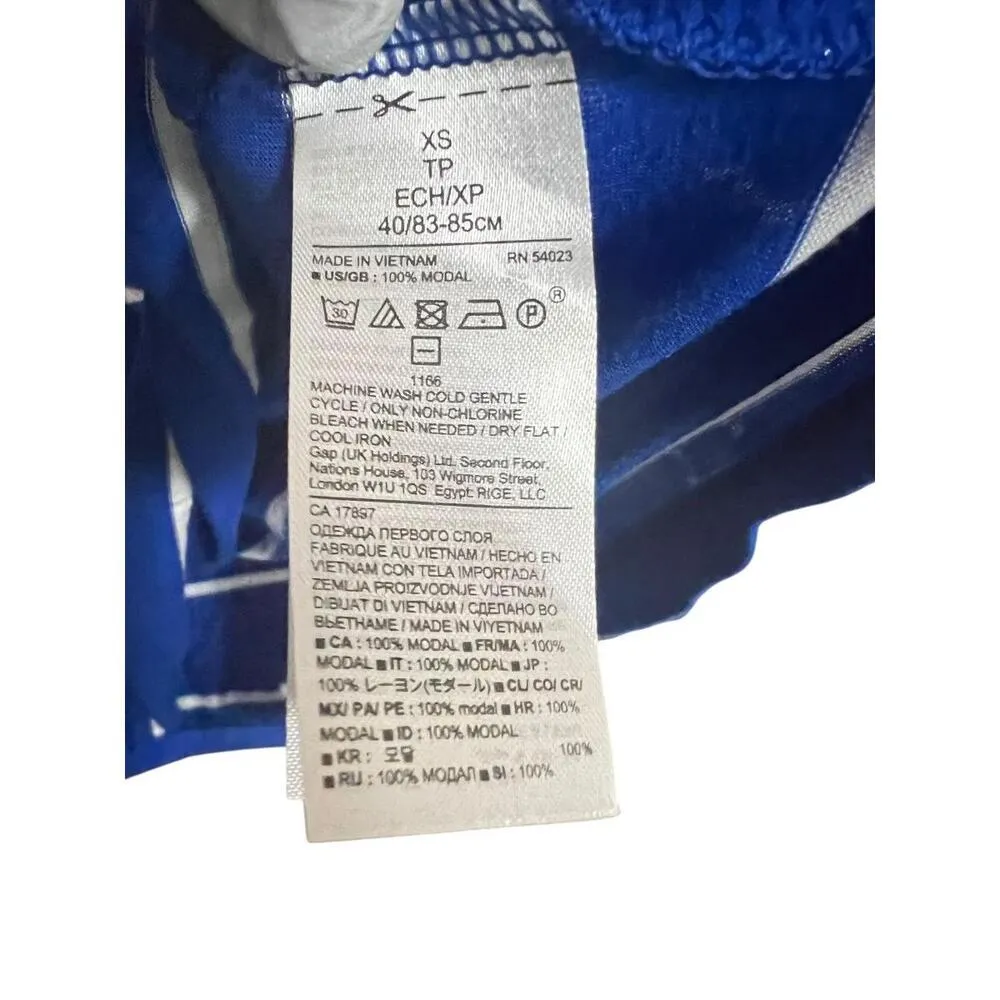 XS
TP
ECH/XP
40/83-85CM
MADE IN VIETNAM RN 54023
■ US/GB : 100% MODAL
30 P ®
1166
MACHINE WASH COLD GENTLE
CYCLE / ONLY NON-CHLORINE
BLEACH WHEN NEEDED / DRY FLAT /
COOL IRON
Gap (UK Holdings) Ltd. Second Floor,
Nations House, 103 Wigmore Street,
London W1U 1QS Egypt: RIGE, LLC
CA 17897
ОДЕЖДА ПЕРВОГО СЛОЯ
FABRIQUE AU VIETNAM / HECHO EN
VIETNAM CON TELA IMPORTADA /
ZEMLJA PROIZVODNJE VIJETNAM /
DIBUAT DI VIETNAM / СДЕЛАНО ВО
ВЬЕТНАМЕ / MADE IN VIYETNAM
■ CA : 100% MODAL ■ FR/MA : 100%
MODAL ■ IT : 100% MODAL ■ JP :
100% レーヨン(モダール) ■ CL/ CO/ CR/
MX/ PA/ PE : 100% modal ■ HR : 100%
MODAL ■ ID : 100% MODAL
■ KR : 모달 100%
■ RU : 100% МОДАЛ ■ SI : 100%